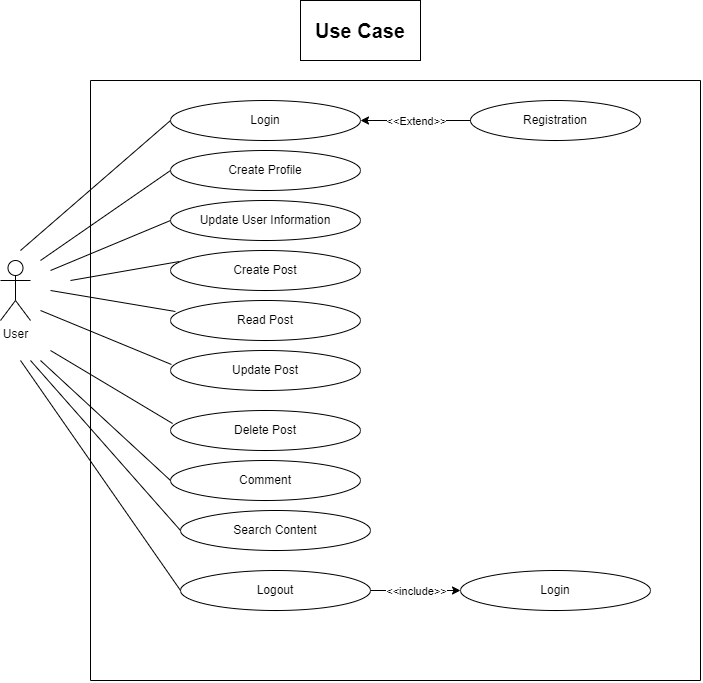 Use Case
Login
<<Extend>>
Registration
Create Profile
Update User Information
Create Post
Read Post
User
Update Post
Delete Post
Comment
Search Content
Logout
<<include>>
Login